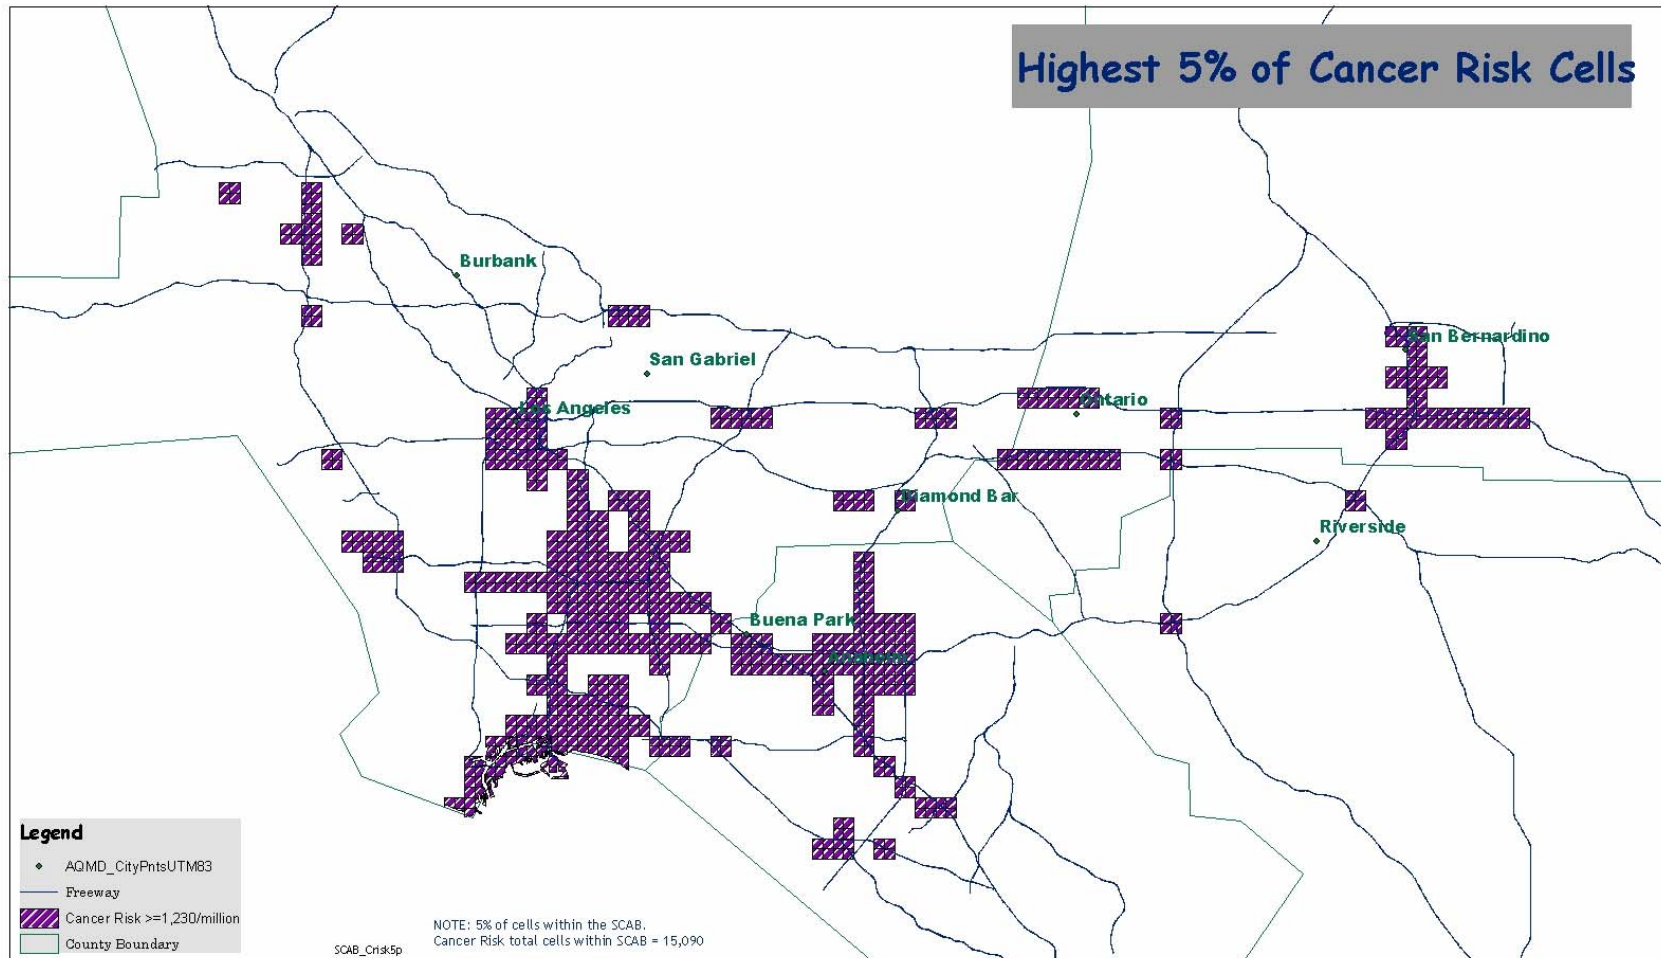 Highest 5% of Cancer Risk Cells
Burbank
San Bernardino
San Gabriel
Ontario
Los Angeles
Diamond Bar
Riverside
Buena Park
Anaheim
Legend
AQMD_CityPntsUTM83
Freeway
Cancer Risk >=1,230/million
County Boundary
SCAB_Crisk5p
NOTE: 5% of cells within the SCAB.
Cancer Risk total cells within SCAB = 15,090